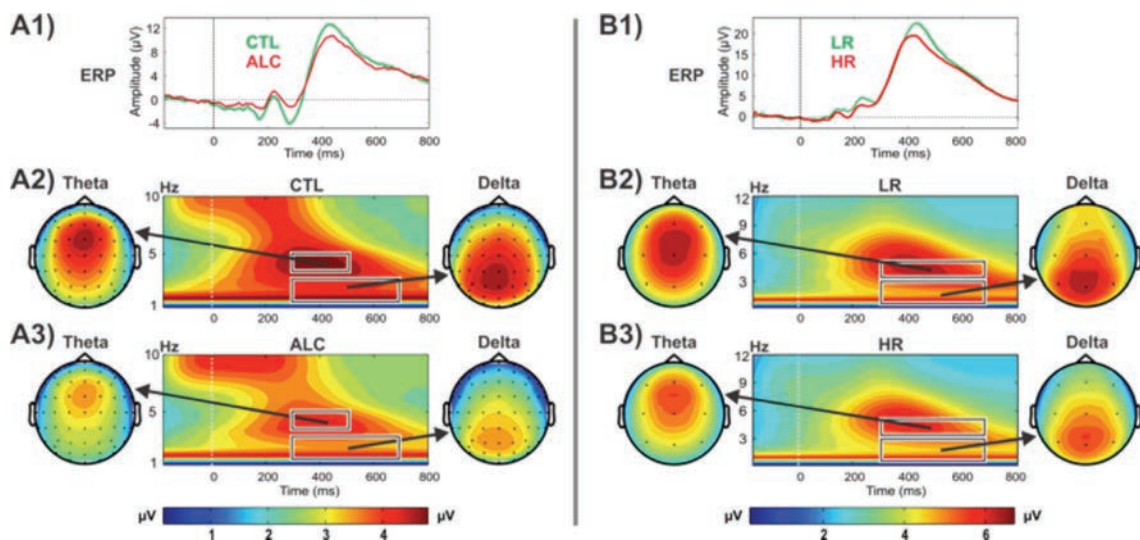 A1)
ERP
Amplitude (µV)
12
8
4
0
-4
CTL
ALC
0 200 400 600 800
Time (ms)
A2)
Theta
Hz
CTL
Delta
10
5
1
0 200 400 600 800
A3)
Hz
ALC
Theta
Delta
10
5
1
0 200 400 600 800
Time (ms)
µV
µV
1 2 3 4
B1)
ERP
Amplitude (µV)
20
15
10
5
0
LR
HR
0 200 400 600 800
Time (ms)
B2)
Theta
Hz
LR
Delta
12
9
6
3
0 200 400 600 800
B3)
Hz
HR
Theta
Delta
12
9
6
3
0 200 400 600 800
Time (ms)
µV
µV
2 4 6